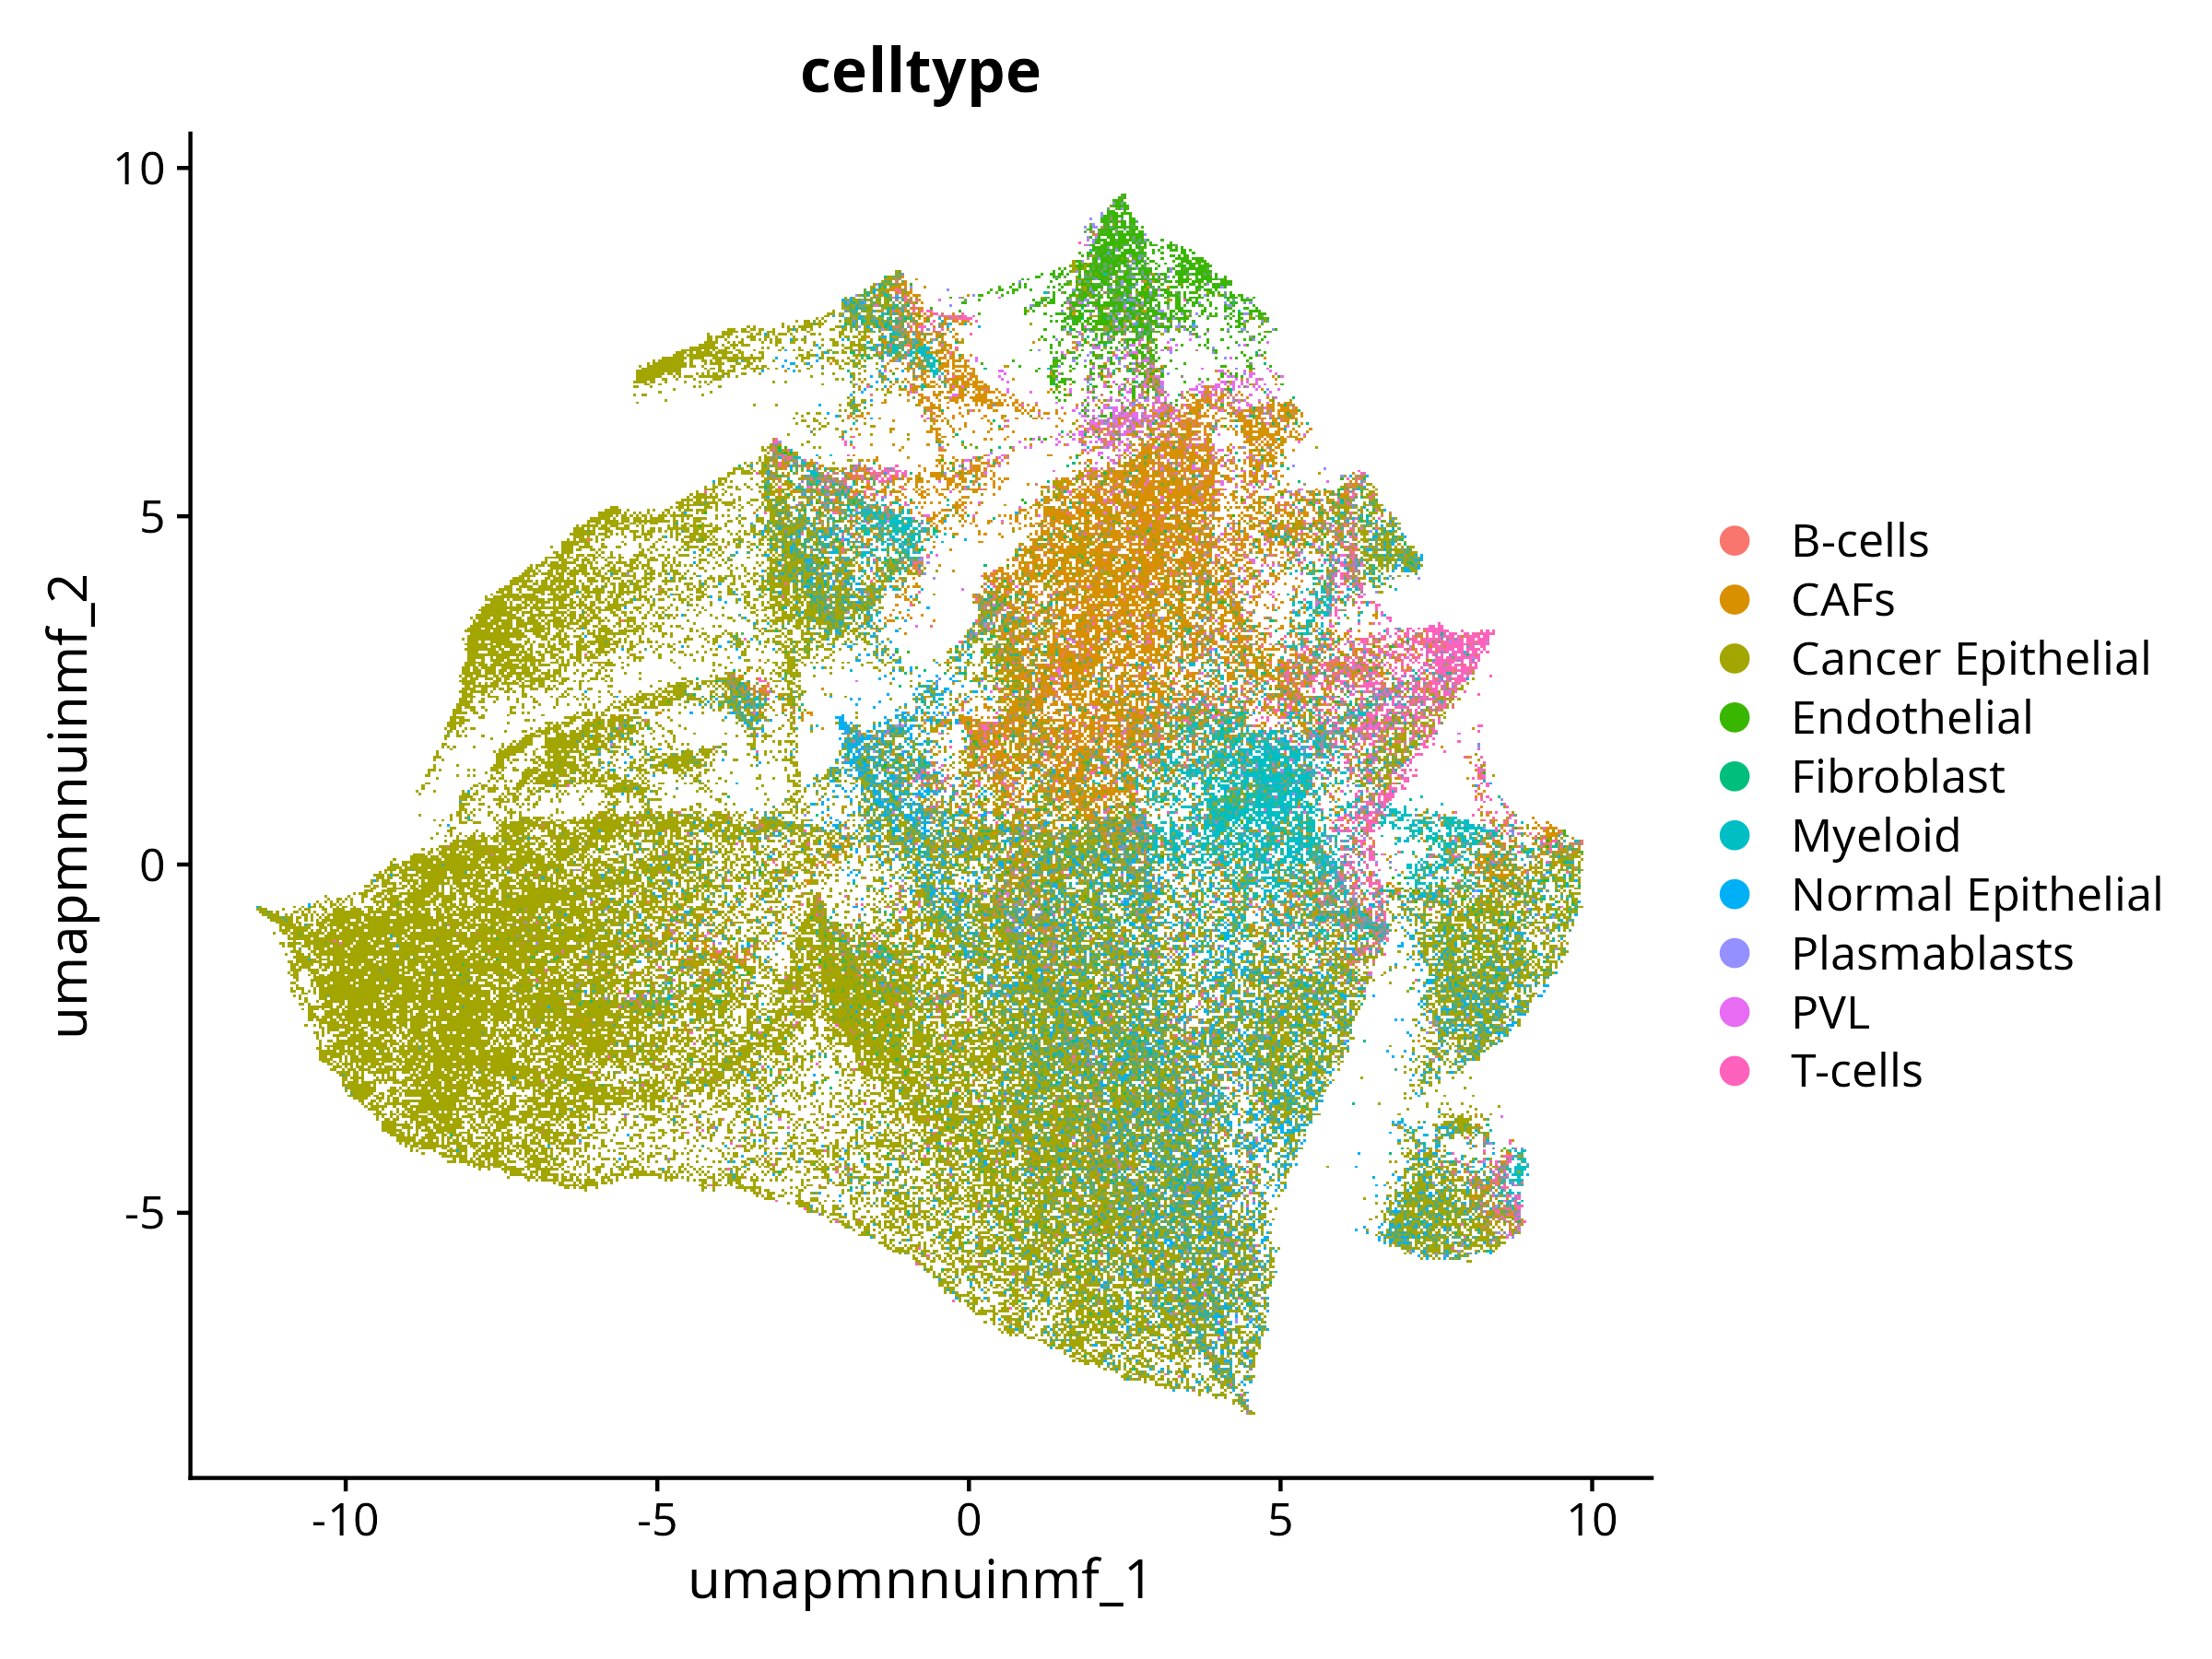 celltype
10
5
0
-5
umapmnnuinmf_2
-10
-5
0
5
10
umapmnnuinmf_1
B-cells
CAFs
Cancer Epithelial
Endothelial
Fibroblast
Myeloid
Normal Epithelial
Plasmablasts
PVL
T-cells